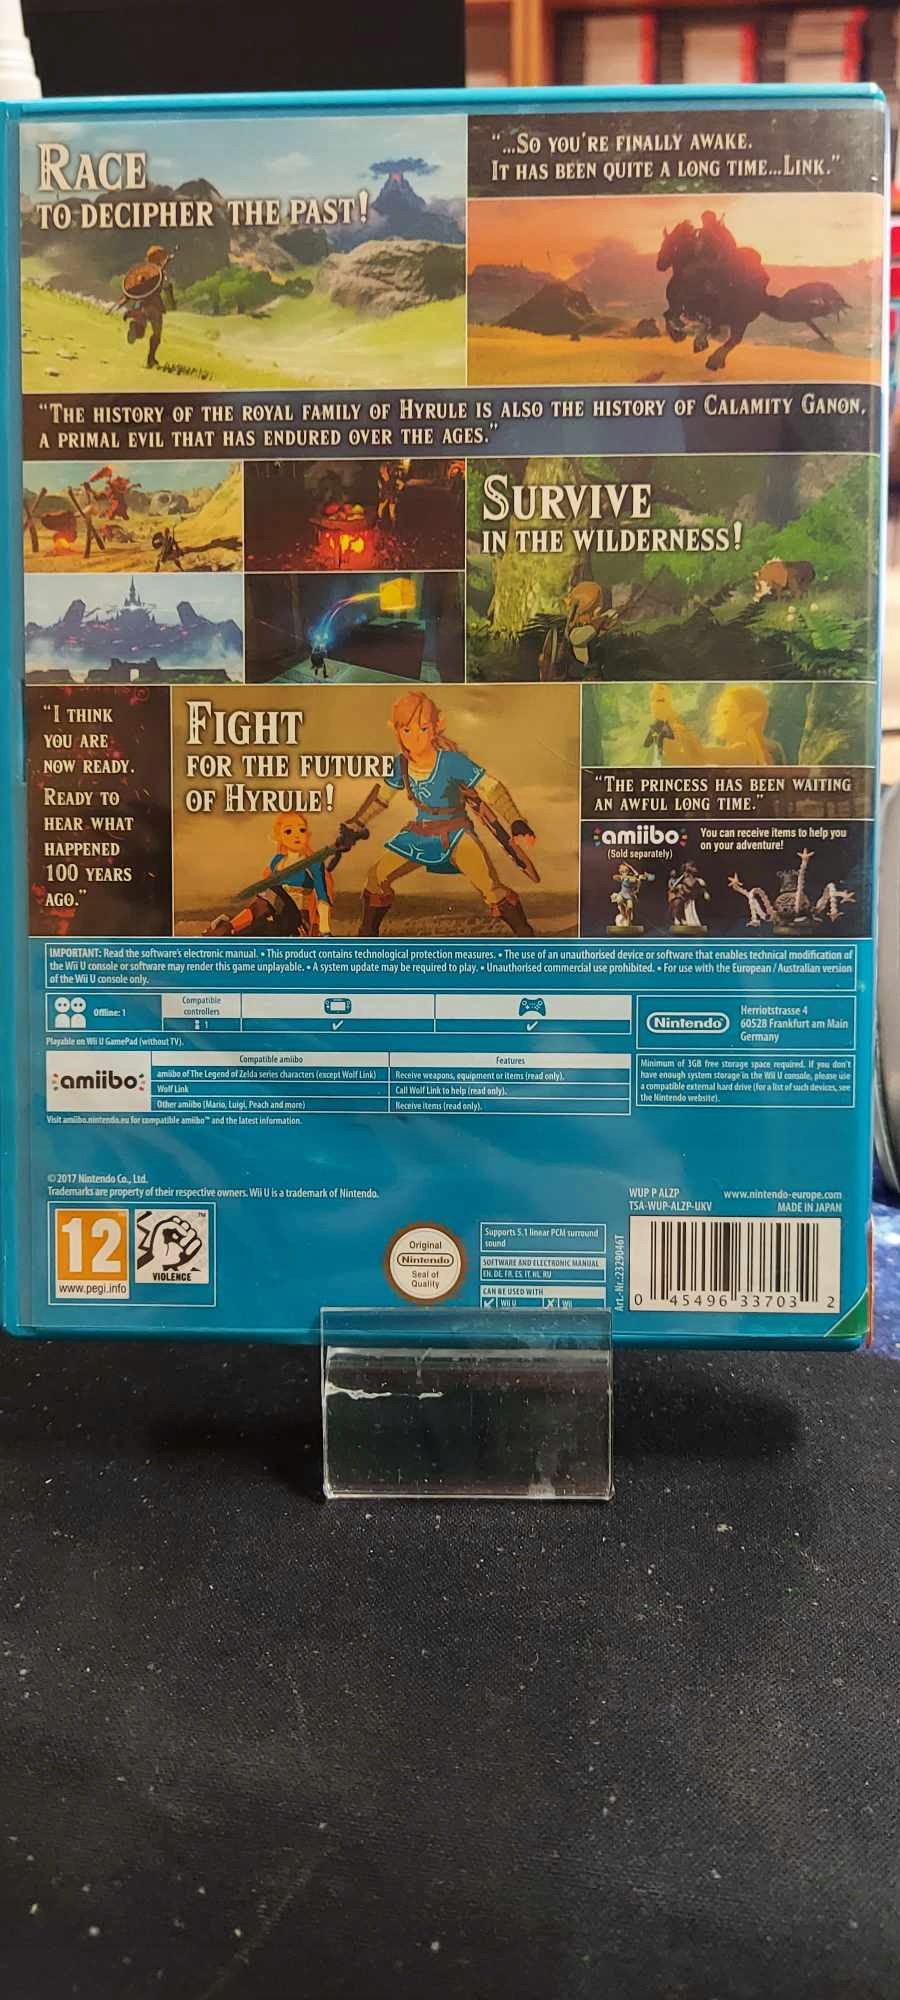 RACE
TO DECIPHER THE PAST!
"...SO YOU'RE FINALLY AWAKE.
IT HAS BEEN QUITE A LONG TIME...LINK."
"THE HISTORY OF THE ROYAL FAMILY OF HYRULE IS ALSO THE HISTORY OF CALAMITY GANON,
A PRIMAL EVIL THAT HAS ENDURED OVER THE AGES."
SURVIVE
IN THE WILDERNESS!
"I THINK
YOU ARE
NOW READY.
READY TO
HEAR WHAT
HAPPENED
100 YEARS
AGO."
FIGHT
FOR THE FUTURE
OF HYRULE!
"THE PRINCESS HAS BEEN WAITING
AN AWFUL LONG TIME."
amiibo
(Sold separately)
You can receive items to help you
on your adventure!
IMPORTANT: Read the software's electronic manual. • This product contains technological protection measures. • The use of an unauthorised device or software that enables technical modification of
the Wii U console or software may render this game unplayable. • A system update may be required to play. • Unauthorised commercial use prohibited. • For use with the European / Australian version
of the Wii U console only.
Offline: 1
Compatible
controllers
1
Playable on Wii U GamePad (without TV).
Nintendo
Herriotstrasse 4
60528 Frankfurt am Main
Germany
amiibo
Compatible amiibo
Features
amiibo of The Legend of Zelda series characters (except Wolf Link)
Receive weapons, equipment or items (read only).
Wolf Link
Call Wolf Link to help (read only).
Other amiibo (Mario, Luigi, Peach and more)
Receive items (read only).
Visit amiibo.nintendo.eu for compatible amiibo™ and the latest information.
Minimum of 3GB free storage space required. If you don't
have enough system storage in the Wii U console, please use
a compatible external hard drive (for a list of such devices, see
the Nintendo website).
©2017 Nintendo Co., Ltd.
Trademarks are property of their respective owners. Wii U is a trademark of Nintendo.
WUP P ALZP
TSA-WUP-ALZP-UKV
www.nintendo-europe.com
MADE IN JAPAN
12
www.pegi.info
VIOLENCE
TM
Original
Nintendo
Seal of
Quality
Supports 5.1 linear PCM surround
sound
SOFTWARE AND ELECTRONIC MANUAL
EN, DE, FR, ES, IT, NL, RU
CAN BE USED WITH
Wii U
Wii
Art.-Nr.:2329046T
0 45496 33703 2